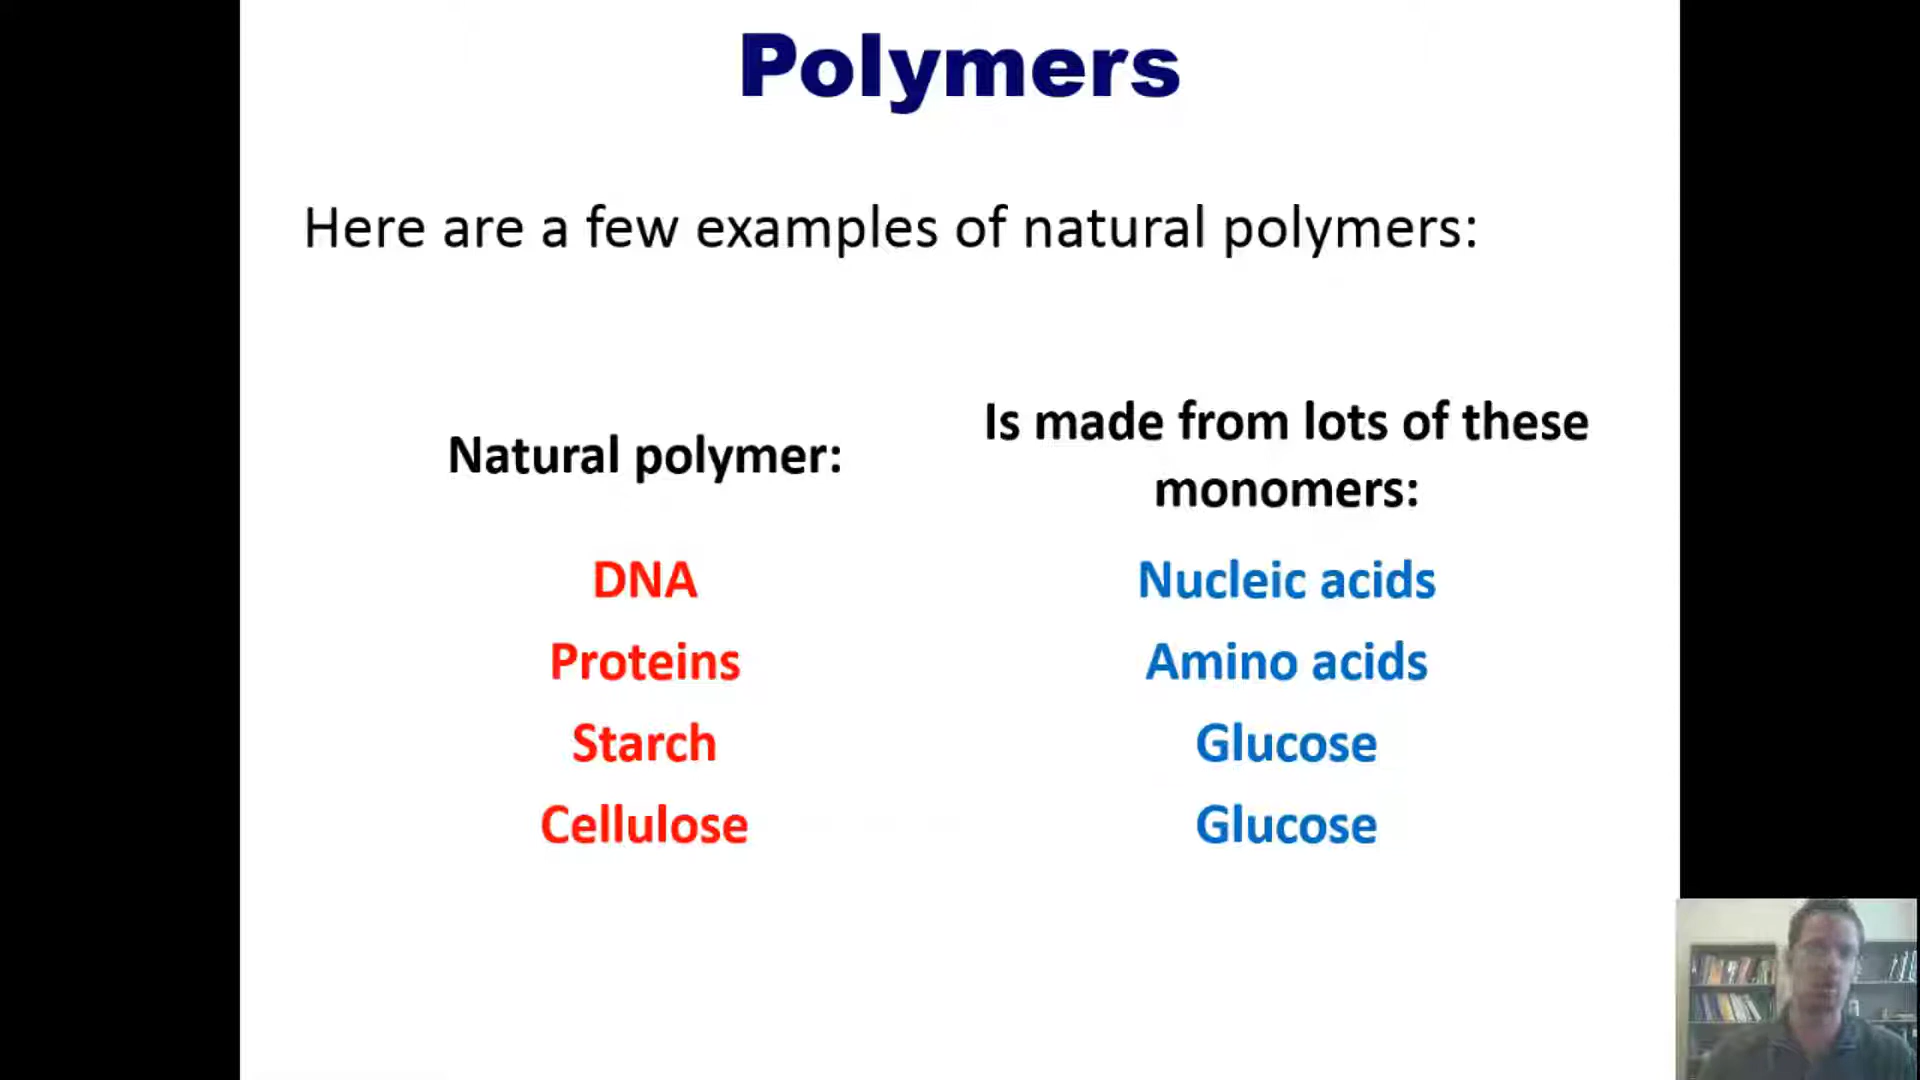 Polymers
Here are a few examples of natural polymers:
Natural polymer:
Is made from lots of these
monomers:
DNA
Nucleic acids
Proteins
Amino acids
Starch
Glucose
Cellulose
Glucose